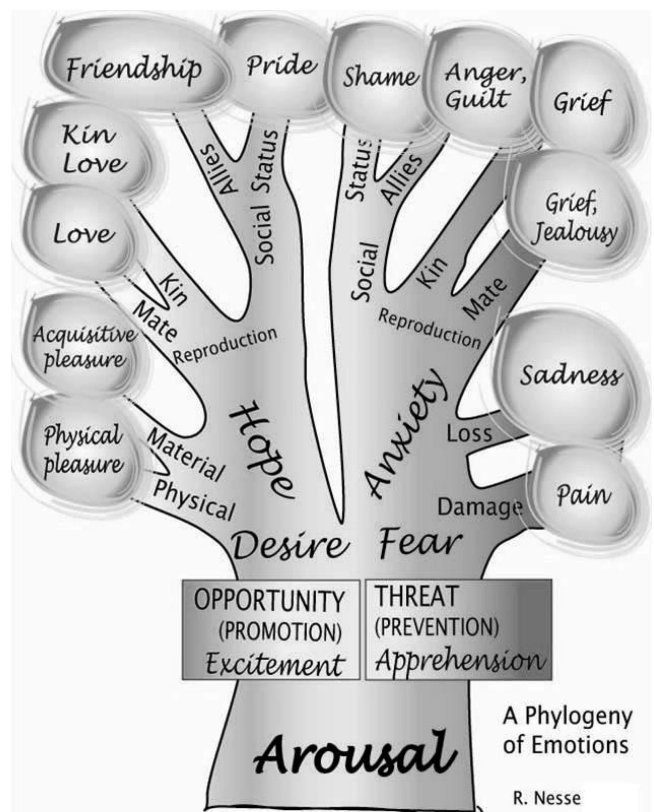 Friendship
Pride
Shame
Anger,
Guilt
Grief
Kin
Love
Allies
Status
Status
Allies
Love
Grief,
Jealousy
Social
Social
Kin
Kin
Mate
Mate
Reproduction
Reproduction
Acquisitive
pleasure
Sadness
Hope
Anxiety
Physical
pleasure
Material
Loss
Physical
Damage
Pain
Desire
Fear
OPPORTUNITY
(PROMOTION)
Excitement
THREAT
(PREVENTION)
Apprehension
Arousal
A Phylogeny
of Emotions
R. Nesse